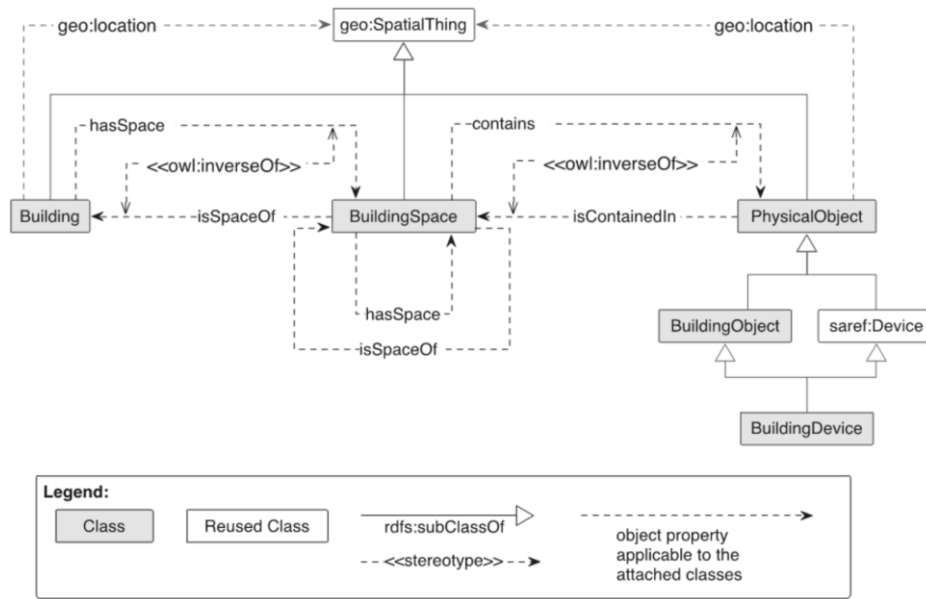 geo:SpatialThing
geo:location
geo:location
hasSpace
contains
<<owl:inverseOf>>
<<owl:inverseOf>>
Building
isSpaceOf
BuildingSpace
isContainedIn
PhysicalObject
hasSpace
isSpaceOf
BuildingObject
saref:Device
BuildingDevice
Legend:
Class
Reused Class
rdfs:subClassOf
<<stereotype>>
object property
applicable to the
attached classes